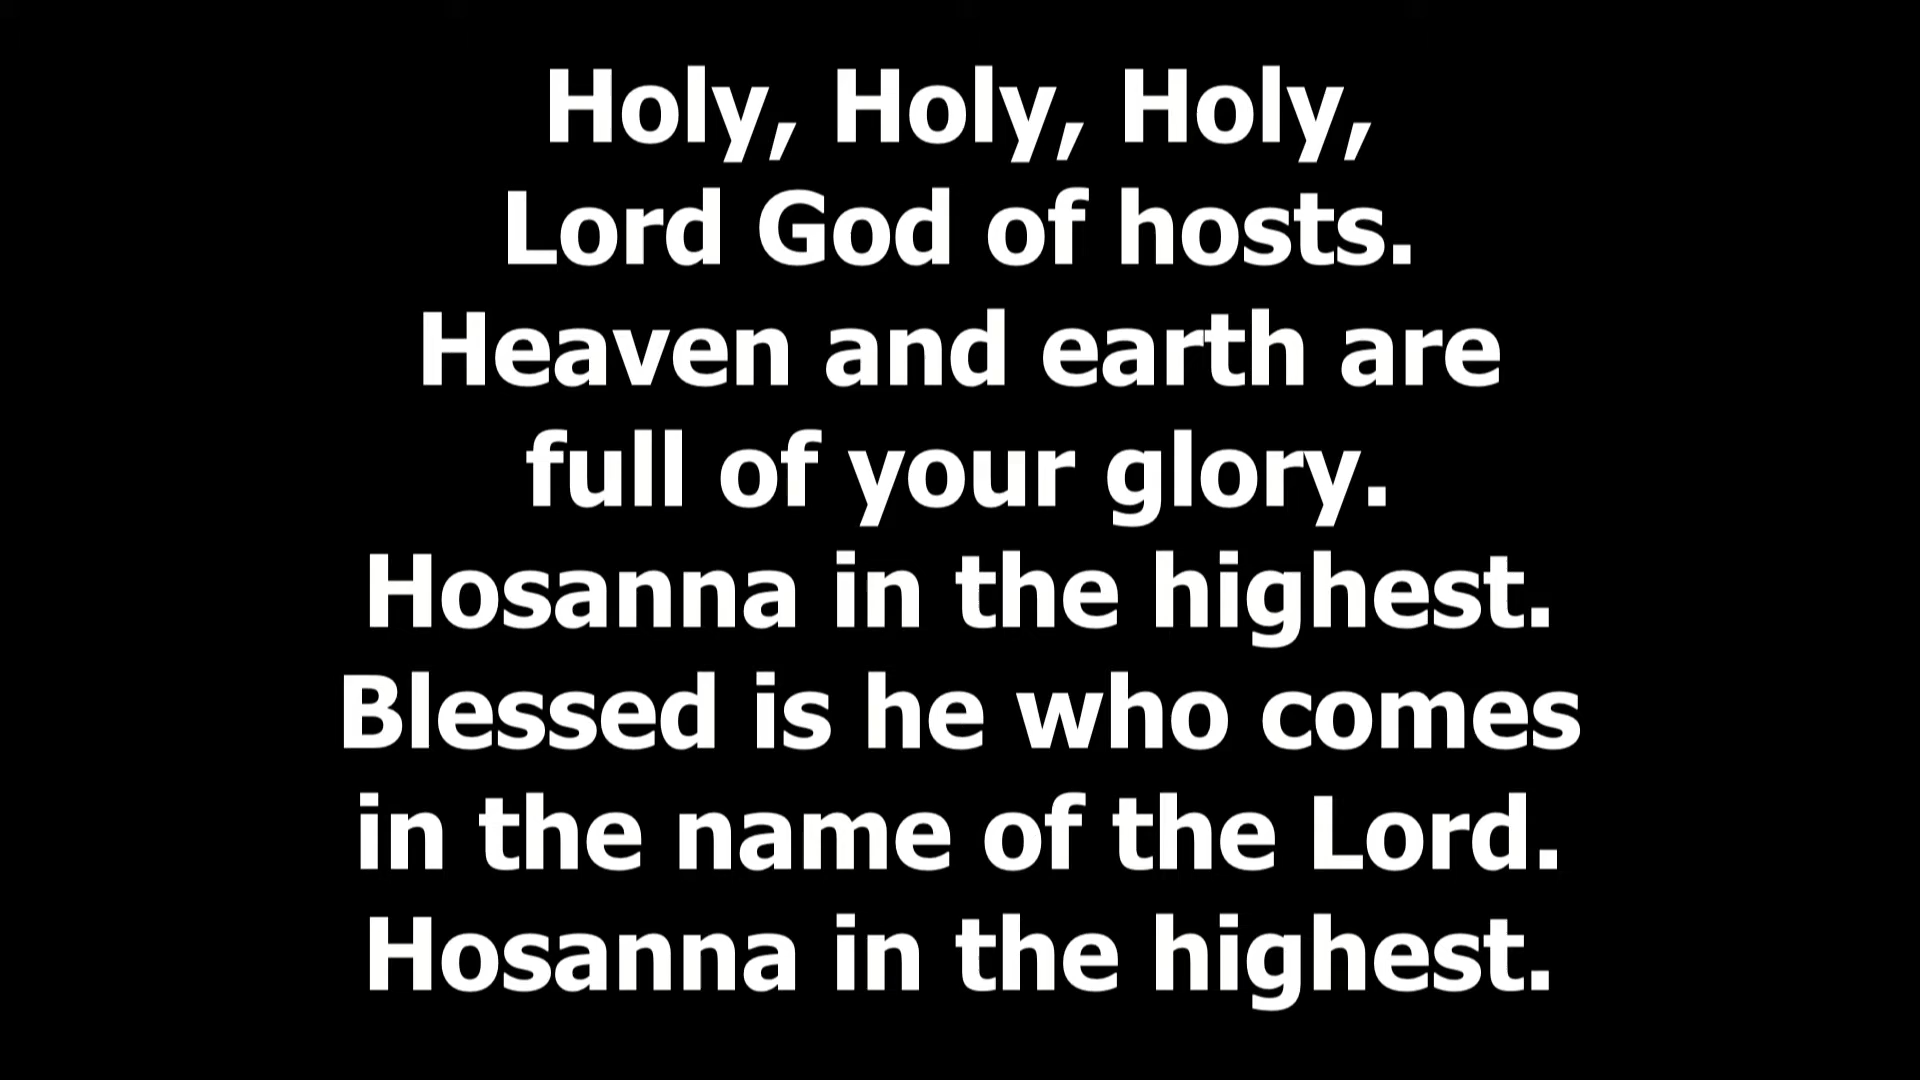 Holy, Holy, Holy,
Lord God of hosts.
Heaven and earth are
full of your glory.
Hosanna in the highest.
Blessed is he who comes
in the name of the Lord.
Hosanna in the highest.